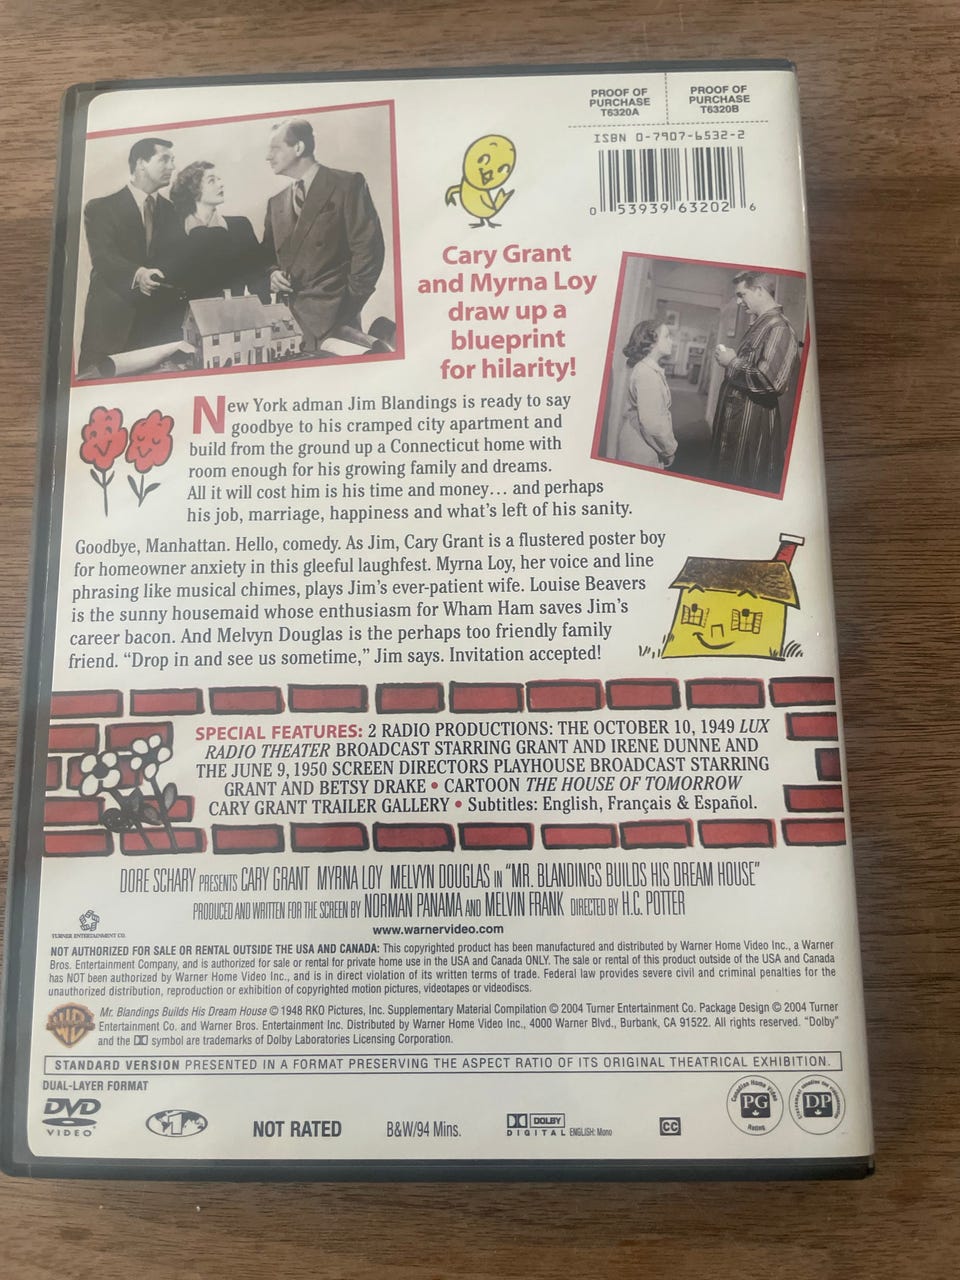 PROOF OF
PURCHASE
T6320A
PROOF OF
PURCHASE
T6320B
ISBN 0-7907-6532-2
0 53939 63202 6
Cary Grant
and Myrna Loy
draw up a
blueprint
for hilarity!
New York adman Jim Blandings is ready to say
goodbye to his cramped city apartment and
build from the ground up a Connecticut home with
room enough for his growing family and dreams.
All it will cost him is his time and money... and perhaps
his job, marriage, happiness and what's left of his sanity.
Goodbye, Manhattan. Hello, comedy. As Jim, Cary Grant is a flustered poster boy
for homeowner anxiety in this gleeful laughfest. Myrna Loy, her voice and line
phrasing like musical chimes, plays Jim's ever-patient wife. Louise Beavers
is the sunny housemaid whose enthusiasm for Wham Ham saves Jim's
career bacon. And Melvyn Douglas is the perhaps too friendly family
friend. “Drop in and see us sometime,” Jim says. Invitation accepted!
SPECIAL FEATURES: 2 RADIO PRODUCTIONS: THE OCTOBER 10, 1949 LUX
RADIO THEATER BROADCAST STARRING GRANT AND IRENE DUNNE AND
THE JUNE 9, 1950 SCREEN DIRECTORS PLAYHOUSE BROADCAST STARRING
GRANT AND BETSY DRAKE • CARTOON THE HOUSE OF TOMORROW
CARY GRANT TRAILER GALLERY • Subtitles: English, Français & Español.
DORE SCHARY PRESENTS CARY GRANT MYRNA LOY MELVYN DOUGLAS IN “MR. BLANDINGS BUILDS HIS DREAM HOUSE”
PRODUCED AND WRITTEN FOR THE SCREEN BY NORMAN PANAMA AND MELVIN FRANK DIRECTED BY H.C. POTTER
TURNER ENTERTAINMENT CO.
www.warnervideo.com
NOT AUTHORIZED FOR SALE OR RENTAL OUTSIDE THE USA AND CANADA: This copyrighted product has been manufactured and distributed by Warner Home Video Inc., a Warner
Bros. Entertainment Company, and is authorized for sale or rental for private home use in the USA and Canada ONLY. The sale or rental of this product outside of the USA and Canada
has NOT been authorized by Warner Home Video Inc., and is in direct violation of its written terms of trade. Federal law provides severe civil and criminal penalties for the
unauthorized distribution, reproduction or exhibition of copyrighted motion pictures, videotapes or videodiscs.
Mr. Blandings Builds His Dream House © 1948 RKO Pictures, Inc. Supplementary Material Compilation © 2004 Turner Entertainment Co. Package Design © 2004 Turner
Entertainment Co. and Warner Bros. Entertainment Inc. Distributed by Warner Home Video Inc., 4000 Warner Blvd., Burbank, CA 91522. All rights reserved. “Dolby”
and the symbol are trademarks of Dolby Laboratories Licensing Corporation.
STANDARD VERSION PRESENTED IN A FORMAT PRESERVING THE ASPECT RATIO OF ITS ORIGINAL THEATRICAL EXHIBITION.
DUAL-LAYER FORMAT
DVD
VIDEO
1
NOT RATED
B&W/94 Mins.
DOLBY
DIGITAL ENGLISH: Mono
CC
Canadian Home Video
PG
Rating
DP